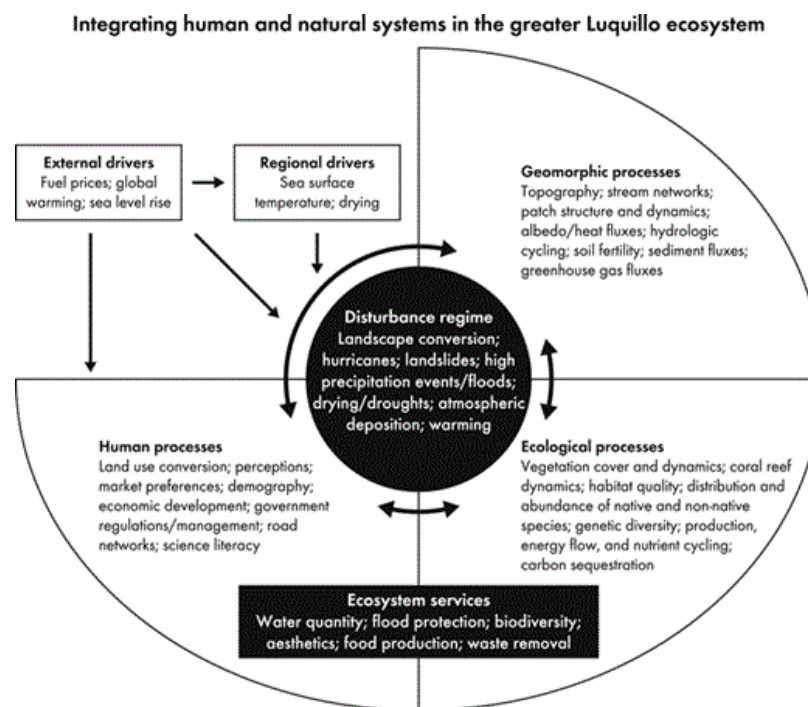 Integrating human and natural systems in the greater Luquillo ecosystem
External drivers
Fuel prices; global
warming; sea level rise
Regional drivers
Sea surface
temperature; drying
Geomorphic processes
Topography; stream networks;
patch structure and dynamics;
albedo/heat fluxes; hydrologic
cycling; soil fertility; sediment fluxes;
greenhouse gas fluxes
Disturbance regime
Landscape conversion;
hurricanes; landslides; high
precipitation events/floods;
drying/droughts; atmospheric
deposition; warming
Human processes
Land use conversion; perceptions;
market preferences; demography;
economic development; government
regulations/management; road
networks; science literacy
Ecological processes
Vegetation cover and dynamics; coral reef
dynamics; habitat quality; distribution and
abundance of native and non-native
species; genetic diversity; production,
energy flow, and nutrient cycling;
carbon sequestration
Ecosystem services
Water quantity; flood protection; biodiversity;
aesthetics; food production; waste removal